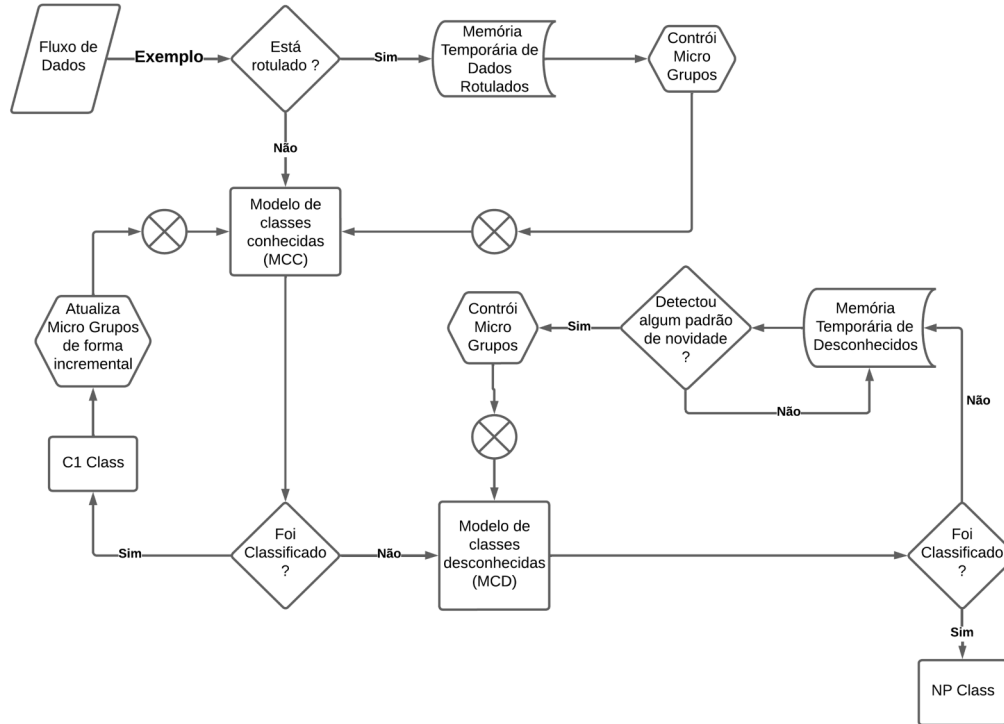 Fluxo de
Dados
Exemplo
Está
rotulado ?
Sim
Memória
Temporária de
Dados
Rotulados
Contrói
Micro
Grupos
Não
Modelo de
classes
conhecidas
(MCC)
Atualiza
Micro Grupos
de forma
incremental
Contrói
Micro
Grupos
Sim
Detectou
algum padrão
de novidade
?
Memória
Temporária de
Desconhecidos
Não
Não
C1 Class
Sim
Foi
Classificado
?
Não
Modelo de
classes
desconhecidas
(MCD)
Foi
Classificado
?
Sim
NP Class